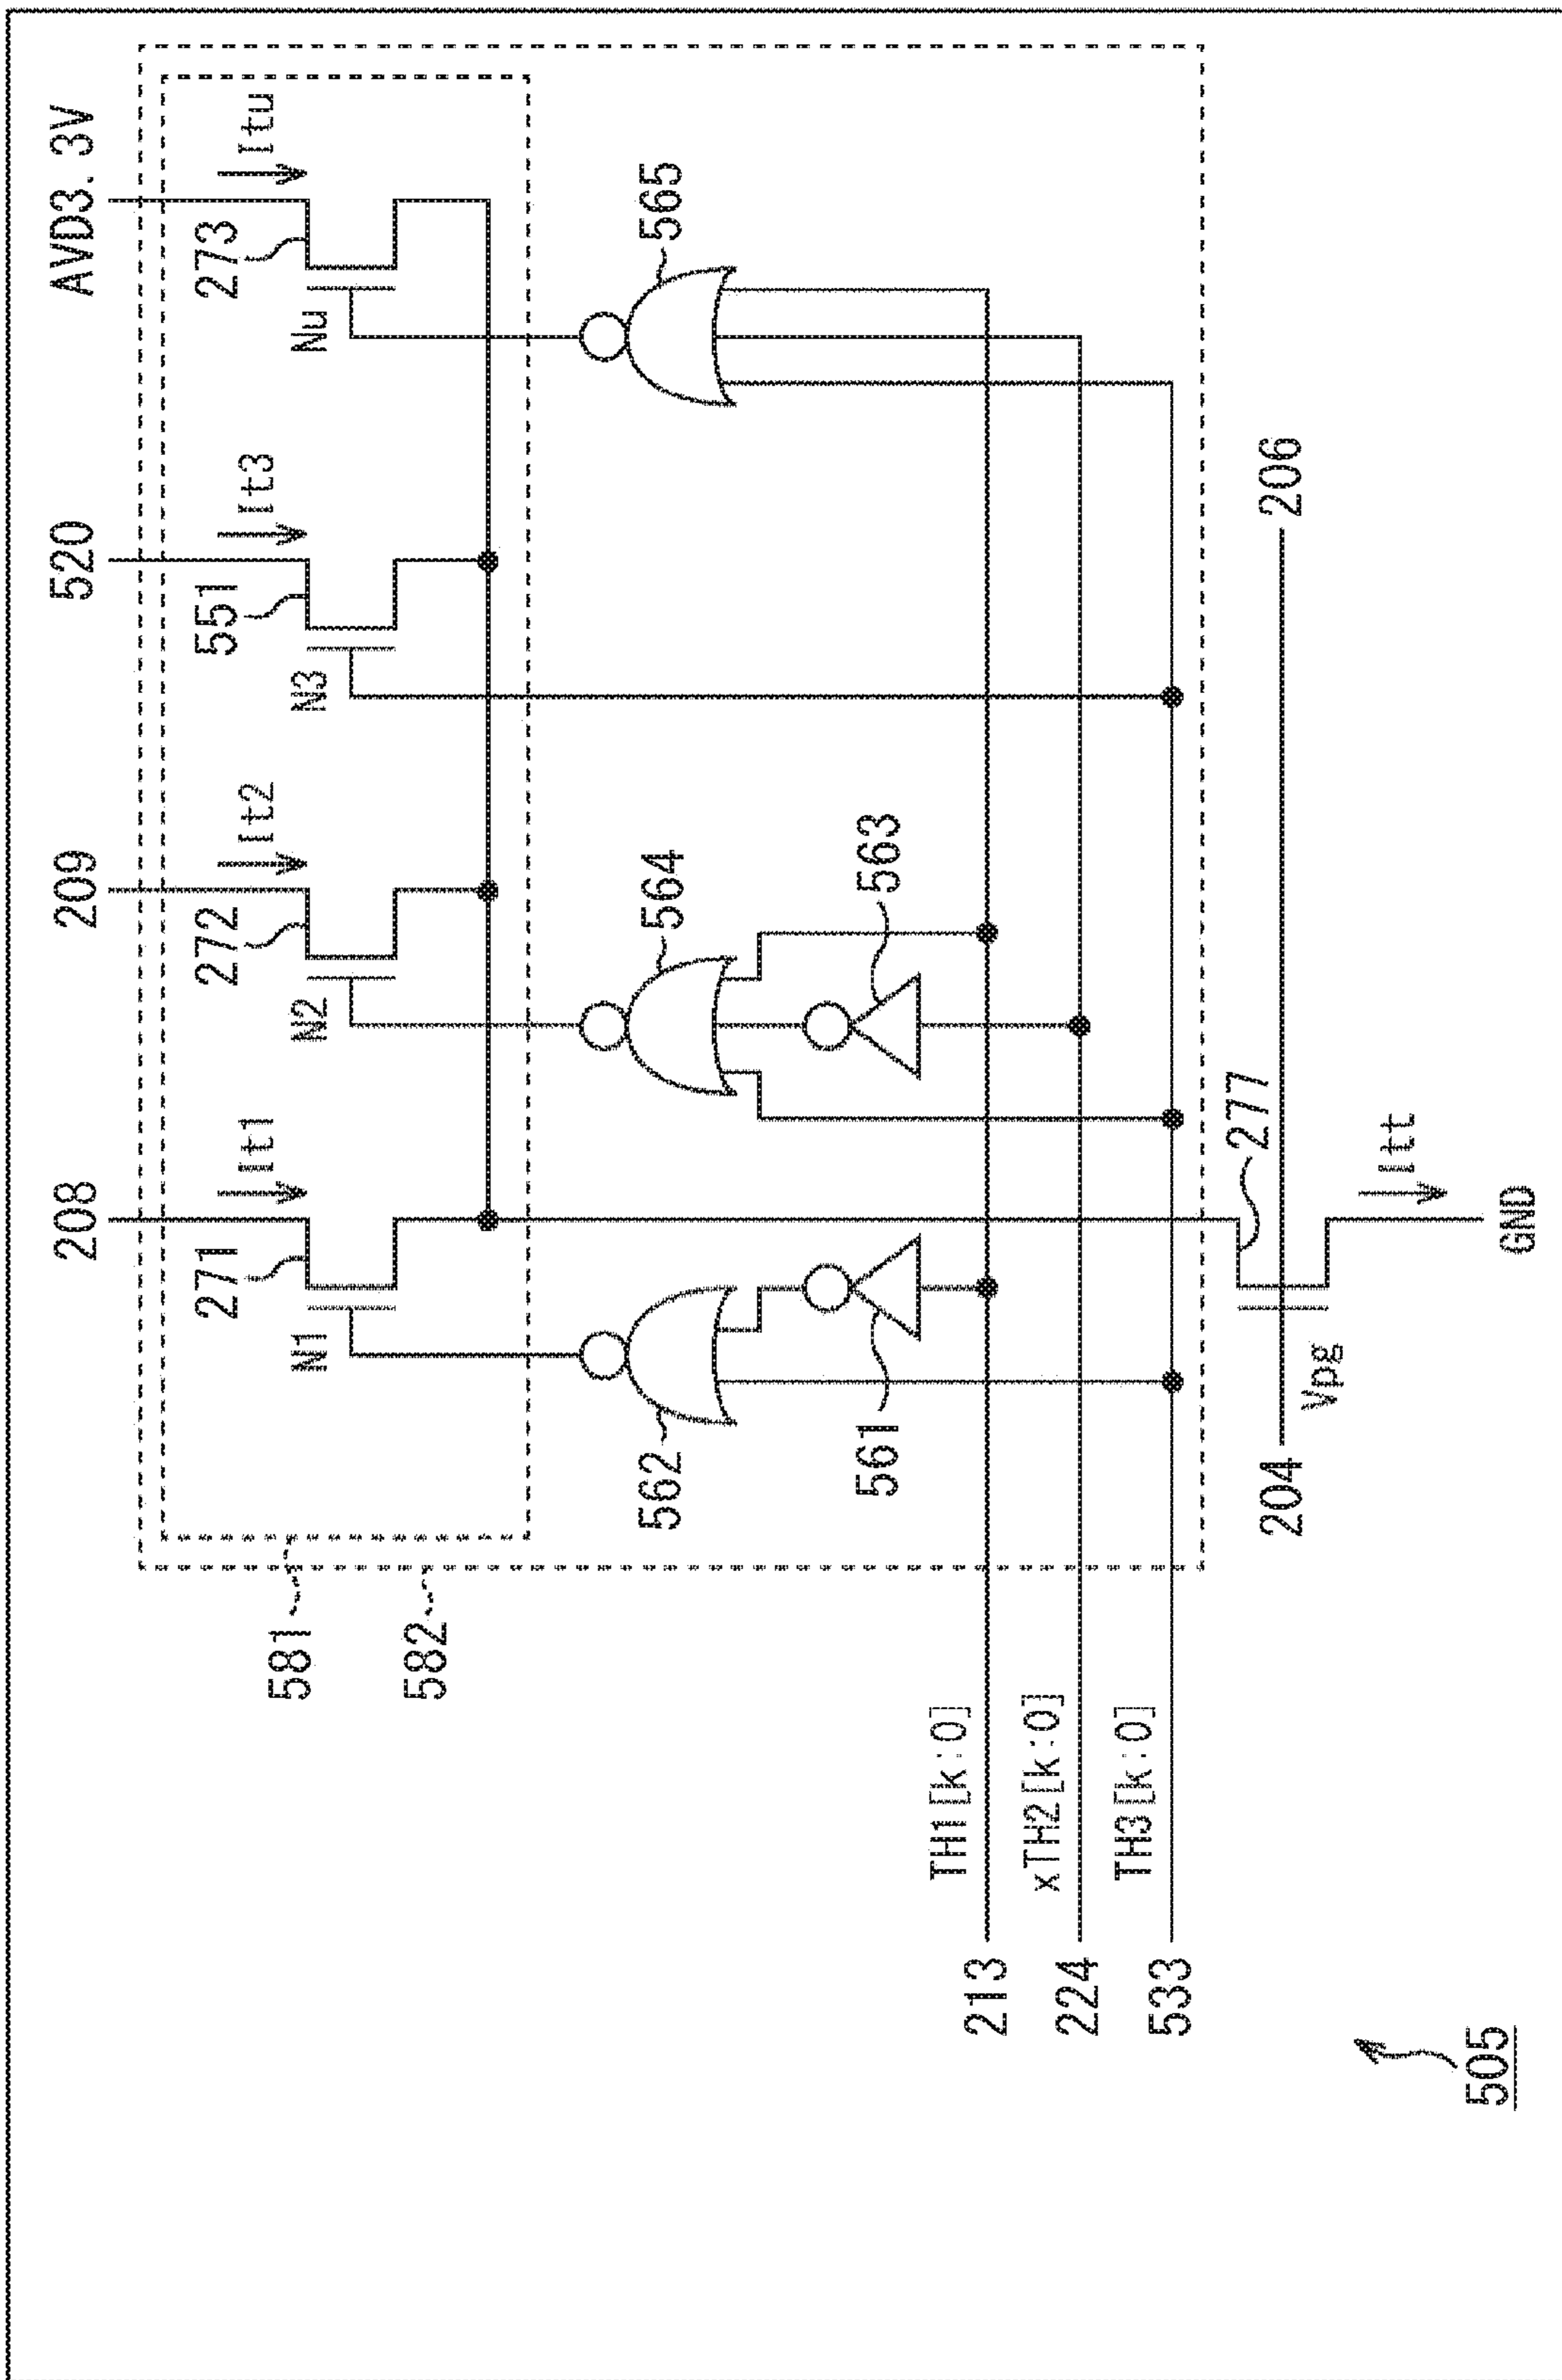 208
209
520
AVD3. 3V
It1
It2
It3
Itu
271
272
551
273
N1
N2
N3
Nu
581
582
562
564
565
561
563
TH1[k:0]
xTH2[k:0]
TH3[k:0]
213
224
533
277
204
206
Vpg
Itt
GND
505